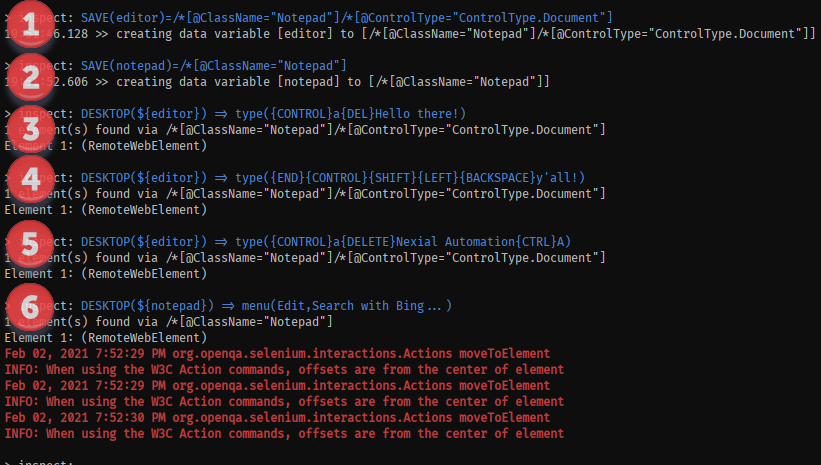 1 > inspect: SAVE(editor)=/*[@ClassName="Notepad"]/*[@ControlType="ControlType.Document"]
46.128 >> creating data variable [editor] to [/*[@ClassName="Notepad"]/*[@ControlType="ControlType.Document"]]
2 > inspect: SAVE(notepad)=/*[@ClassName="Notepad"]
52.606 >> creating data variable [notepad] to [/*[@ClassName="Notepad"]]
3 > inspect: DESKTOP(${editor}) => type({CONTROL}a{DEL}Hello there!)
1 element(s) found via /*[@ClassName="Notepad"]/*[@ControlType="ControlType.Document"]
Element 1: (RemoteWebElement)
4 > inspect: DESKTOP(${editor}) => type({END}{CONTROL}{SHIFT}{LEFT}{BACKSPACE}y'all!)
1 element(s) found via /*[@ClassName="Notepad"]/*[@ControlType="ControlType.Document"]
Element 1: (RemoteWebElement)
5 > inspect: DESKTOP(${editor}) => type({CONTROL}a{DELETE}Nexial Automation{CTRL}A)
1 element(s) found via /*[@ClassName="Notepad"]/*[@ControlType="ControlType.Document"]
Element 1: (RemoteWebElement)
6 > inspect: DESKTOP(${notepad}) => menu(Edit,Search with Bing...)
1 element(s) found via /*[@ClassName="Notepad"]
Element 1: (RemoteWebElement)
Feb 02, 2021 7:52:29 PM org.openqa.selenium.interactions.Actions moveToElement
INFO: When using the W3C Action commands, offsets are from the center of element
Feb 02, 2021 7:52:29 PM org.openqa.selenium.interactions.Actions moveToElement
INFO: When using the W3C Action commands, offsets are from the center of element
Feb 02, 2021 7:52:30 PM org.openqa.selenium.interactions.Actions moveToElement
INFO: When using the W3C Action commands, offsets are from the center of element
> inspect: